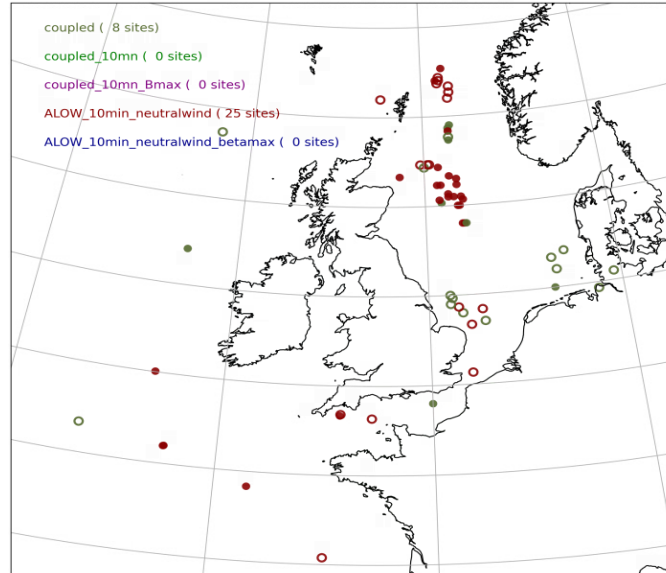 coupled ( 8 sites)
coupled_10mn ( 0 sites)
coupled_10mn_Bmax ( 0 sites)
ALOW_10min_neutralwind ( 25 sites)
ALOW_10min_neutralwind_betamax ( 0 sites)